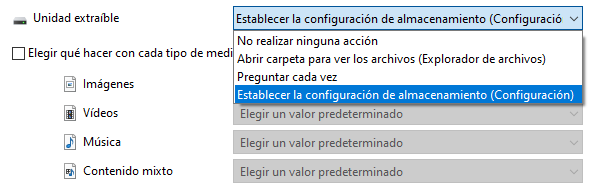 Unidad extraíble
Establecer la configuración de almacenamiento (Configuració
No realizar ninguna acción
Abrir carpeta para ver los archivos (Explorador de archivos)
Preguntar cada vez
Establecer la configuración de almacenamiento (Configuración)
Elegir qué hacer con cada tipo de medi
Imágenes
Vídeos
Elegir un valor predeterminado
Música
Elegir un valor predeterminado
Contenido mixto
Elegir un valor predeterminado